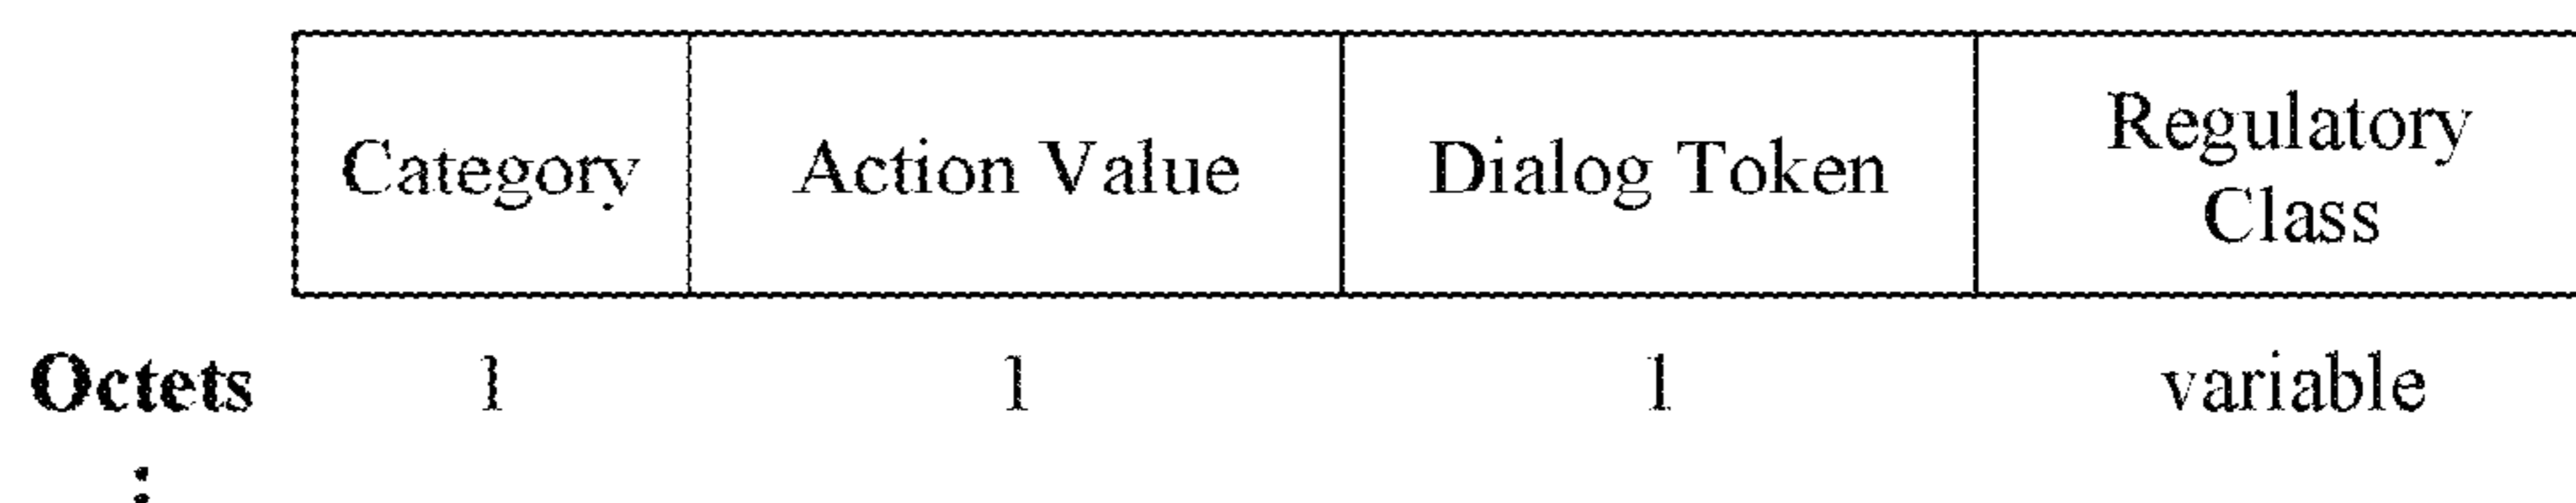 Category Action Value Dialog Token Regulatory
Class
Octets 1 1 1 variable
: